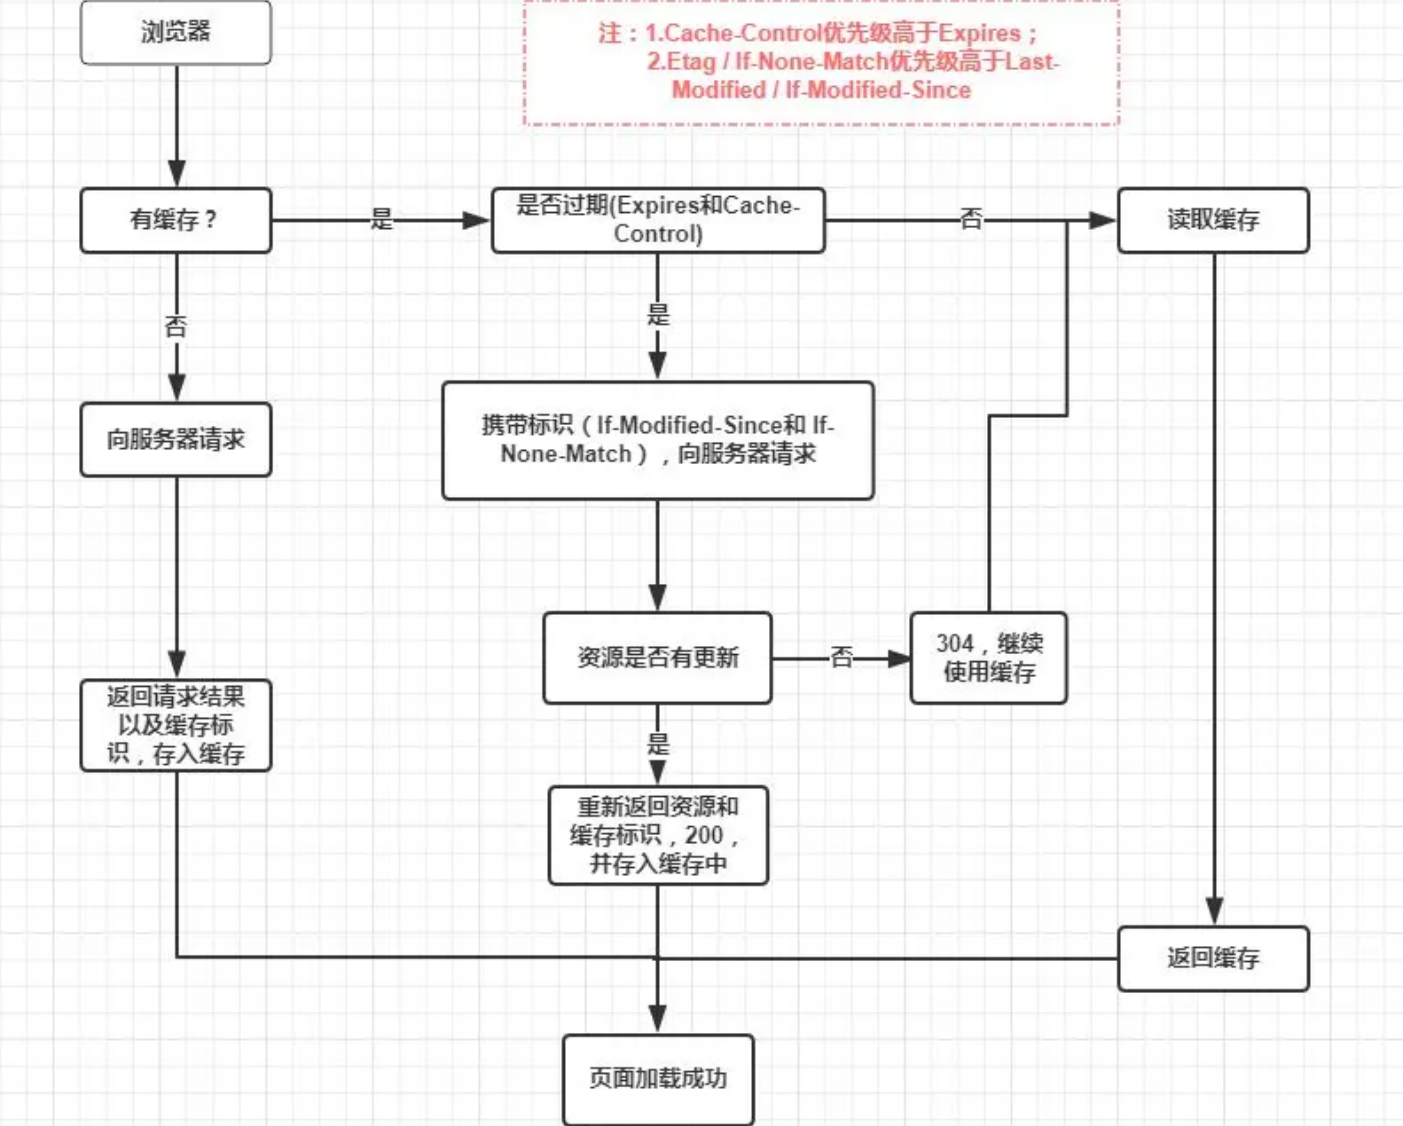 浏览器
注：1.Cache-Control优先级高于Expires；
2.Etag / If-None-Match优先级高于Last-
Modified / If-Modified-Since
有缓存？
是
是否过期(Expires和Cache-
Control)
否
读取缓存
否
是
向服务器请求
携带标识（If-Modified-Since和 If-
None-Match），向服务器请求
资源是否有更新
否
304，继续
使用缓存
返回请求结果
以及缓存标
识，存入缓存
是
重新返回资源和
缓存标识，200，
并存入缓存中
返回缓存
页面加载成功